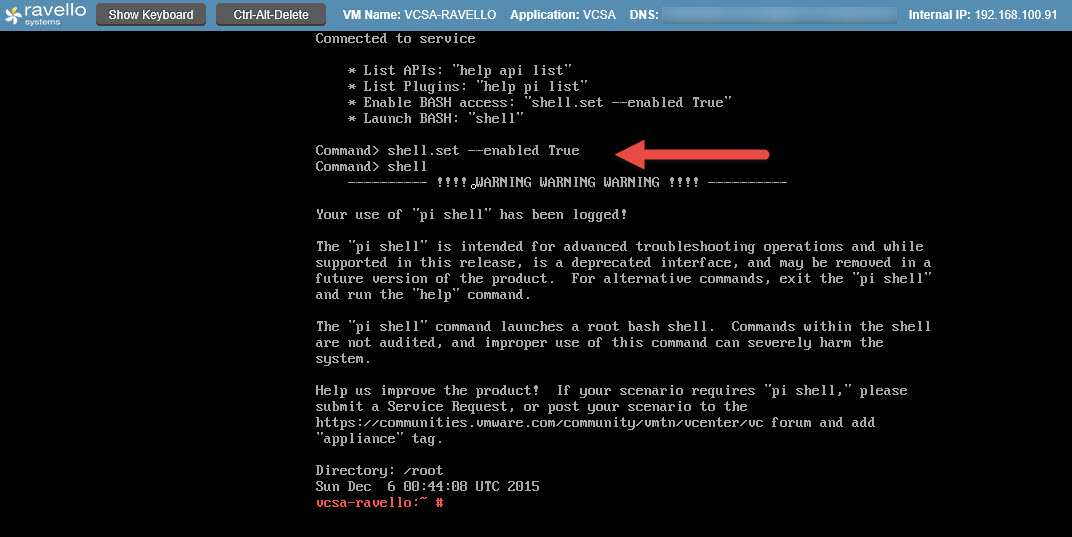 ravello
systems
Show Keyboard
Ctrl-Alt-Delete
VM Name: VCSA-RAVELLO Application: VCSA DNS: Internal IP: 192.168.100.91
Connected to service
* List APIs: "help api list"
* List Plugins: "help pi list"
* Enable BASH access: "shell.set --enabled True"
* Launch BASH: "shell"
Command> shell.set --enabled True
Command> shell
---------- !!!! WARNING WARNING WARNING !!!! ----------
Your use of "pi shell" has been logged!
The "pi shell" is intended for advanced troubleshooting operations and while
supported in this release, is a deprecated interface, and may be removed in a
future version of the product.  For alternative commands, exit the "pi shell"
and run the "help" command.
The "pi shell" command launches a root bash shell.  Commands within the shell
are not audited, and improper use of this command can severely harm the
system.
Help us improve the product!  If your scenario requires "pi shell," please
submit a Service Request, or post your scenario to the
https://communities.vmware.com/community/vmtn/vcenter/vc forum and add
"appliance" tag.
Directory: /root
Sun Dec  6 00:44:08 UTC 2015
vcsa-ravello:~ #